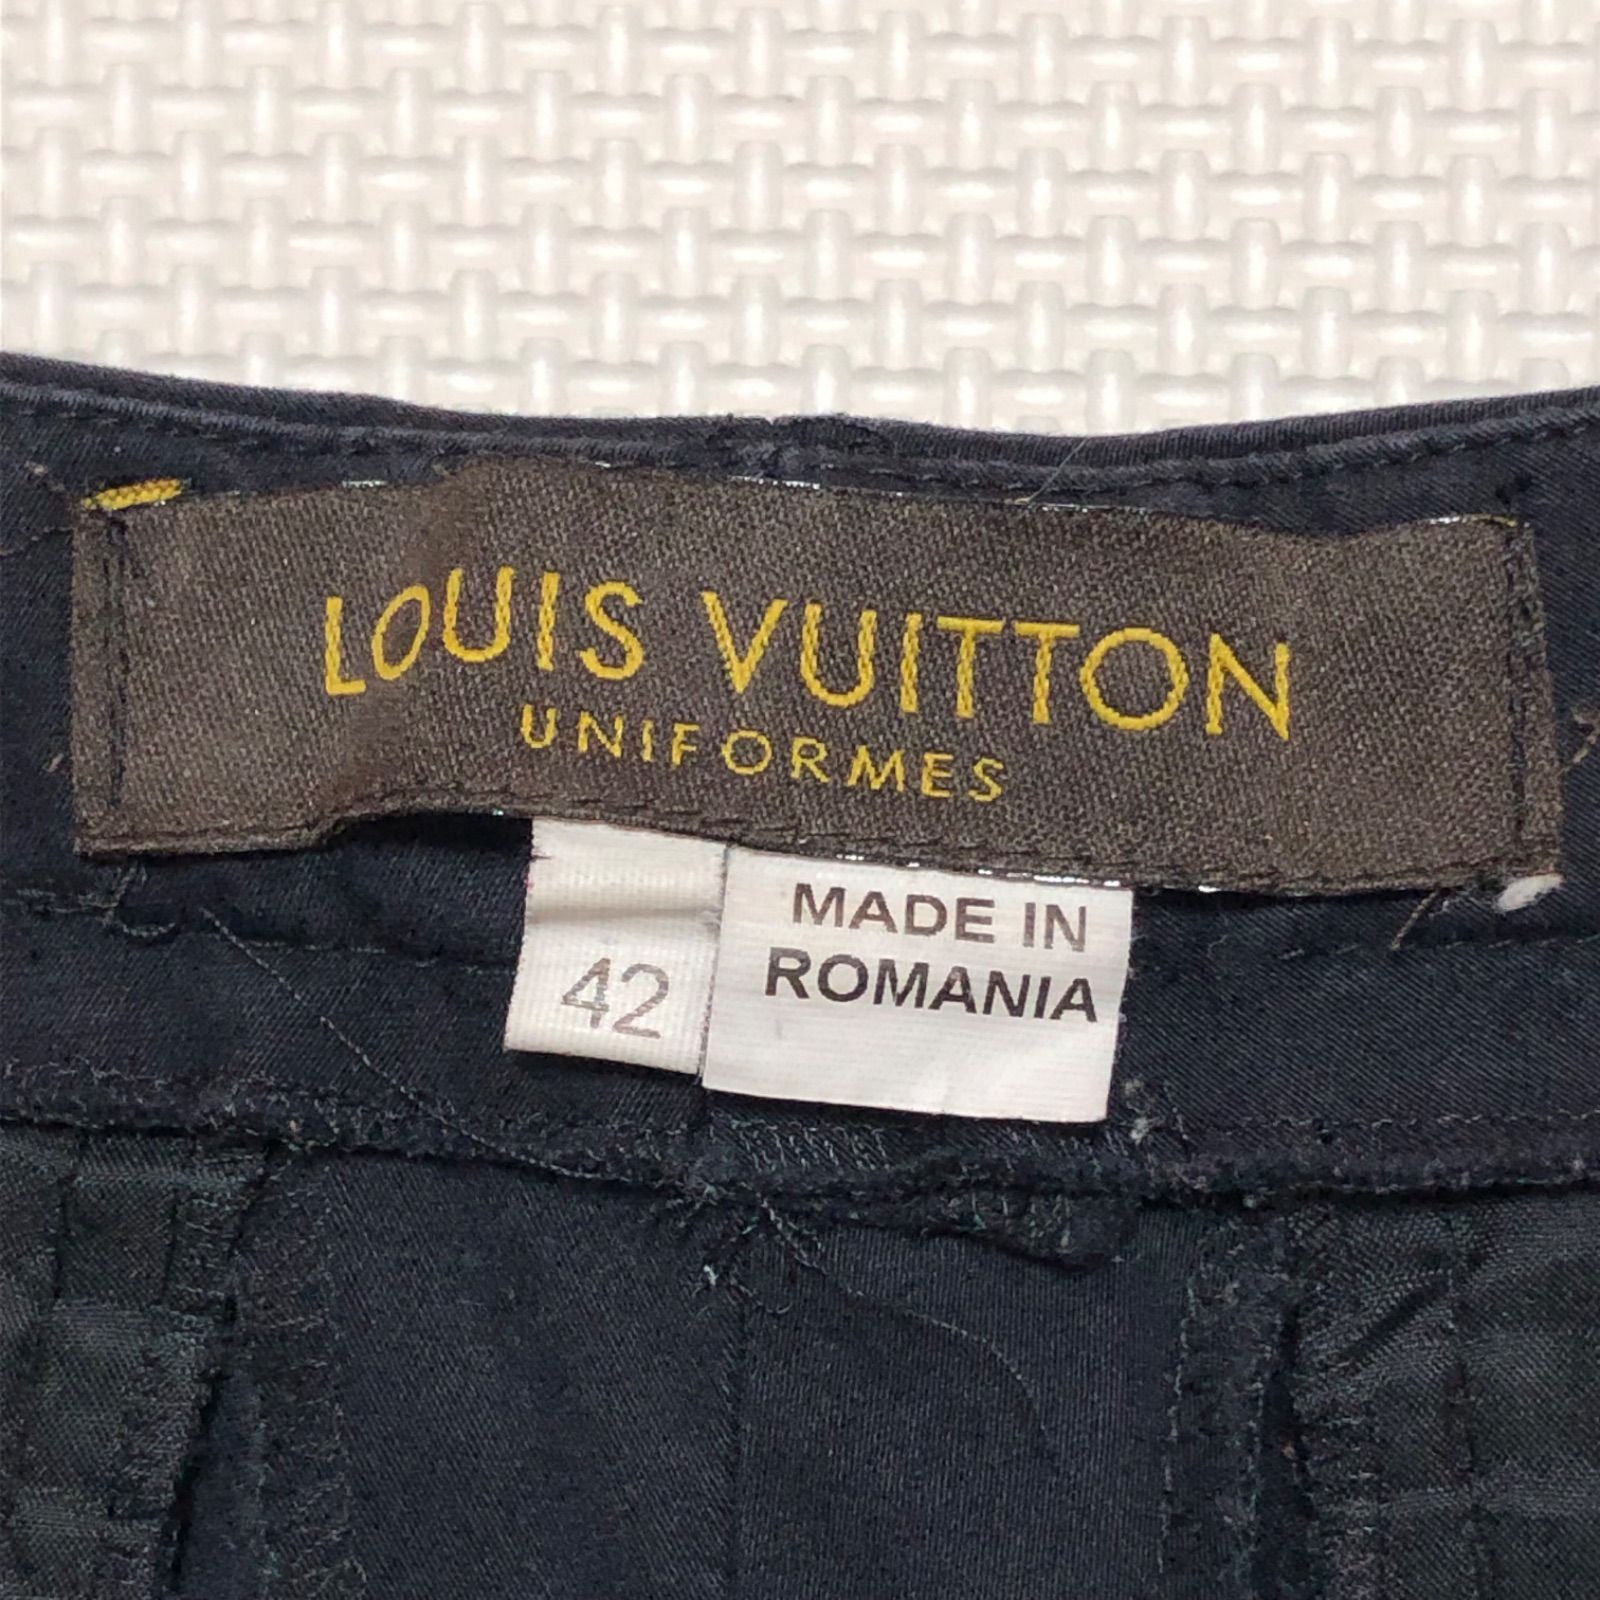 LOUIS VUITTON
UNIFORMES
42
MADE IN
ROMANIA